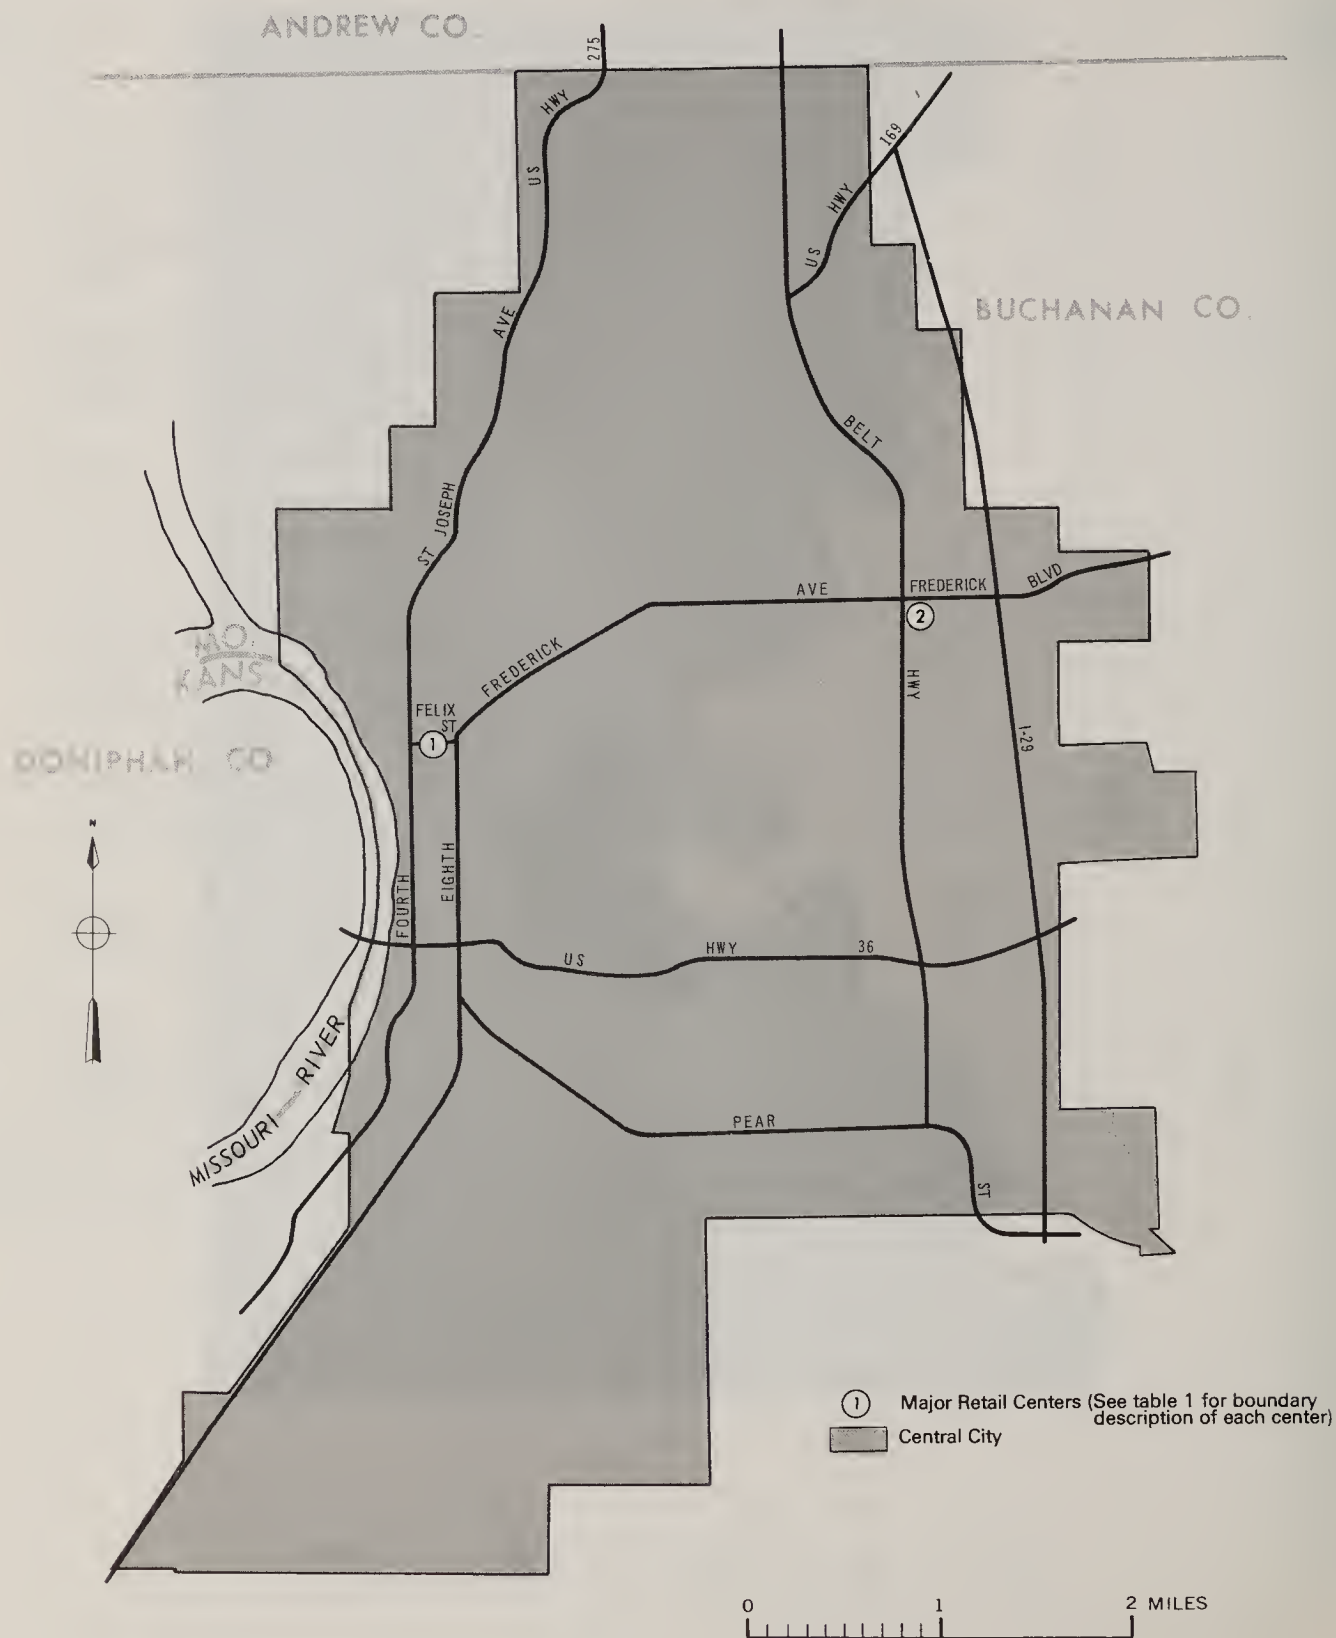 ANDREW CO.
275
US HWY
169
US HWY
BUCHANAN CO.
ST JOSEPH AVE
BELT HWY
AVE
FREDERICK BLVD
2
MO.
KANS
FREDERICK
FELIX
ST
1
I-29
DONIPHAN CO
N
EIGHTH
FOURTH
US HWY 36
MISSOURI RIVER
PEAR ST
1 Major Retail Centers (See table 1 for boundary
description of each center)
Central City
0 1 2 MILES